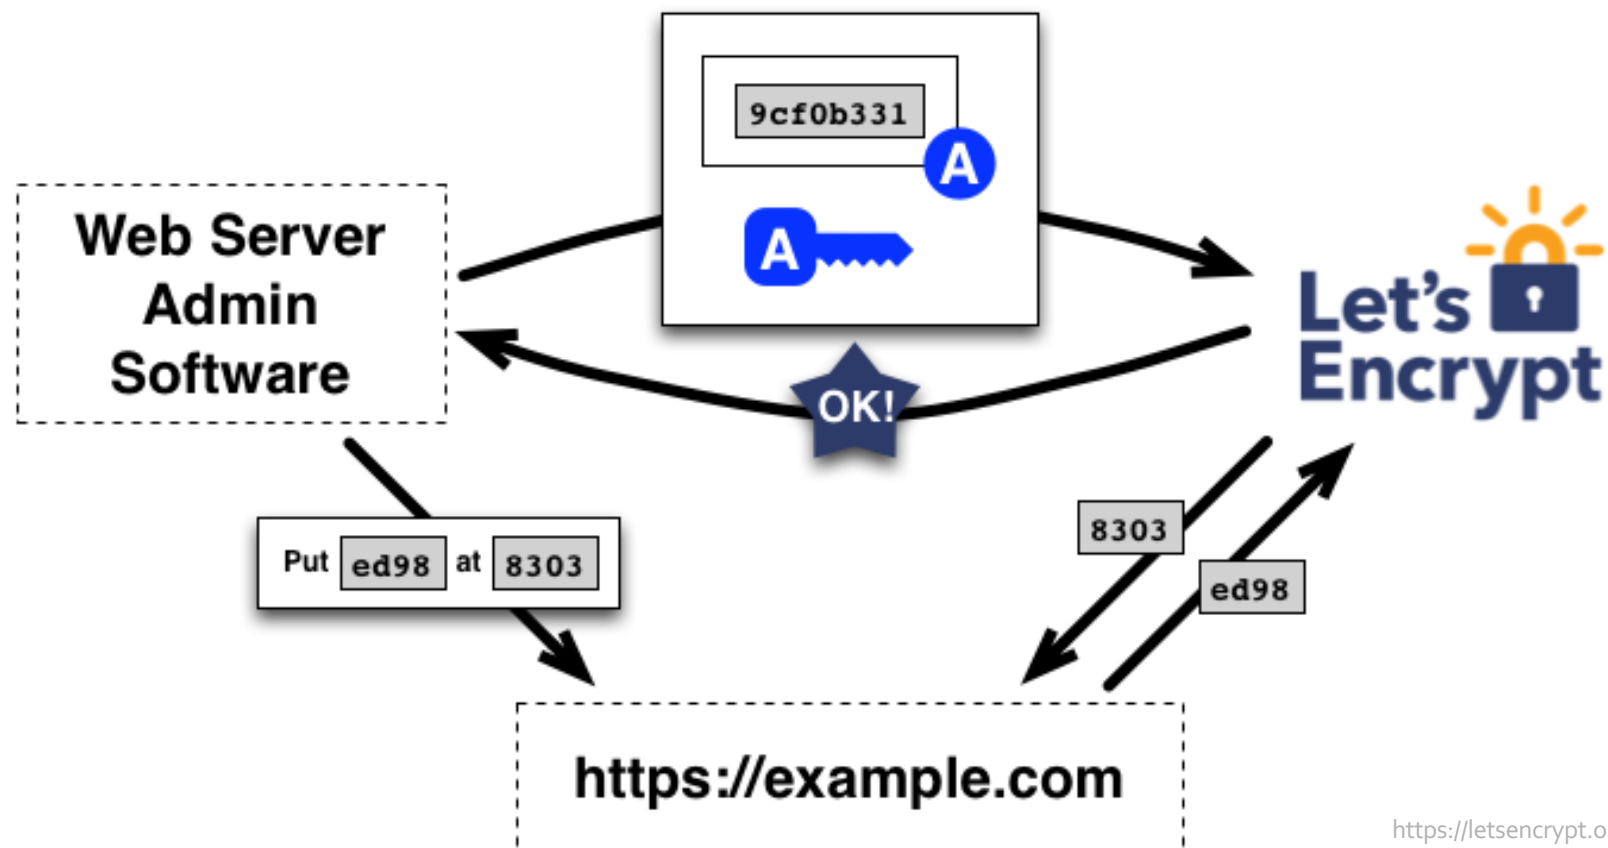 9cf0b331
A
A
Web Server
Admin
Software
Let's
Encrypt
OK!
Put ed98 at 8303
8303
ed98
https://example.com
https://letsencrypt.o